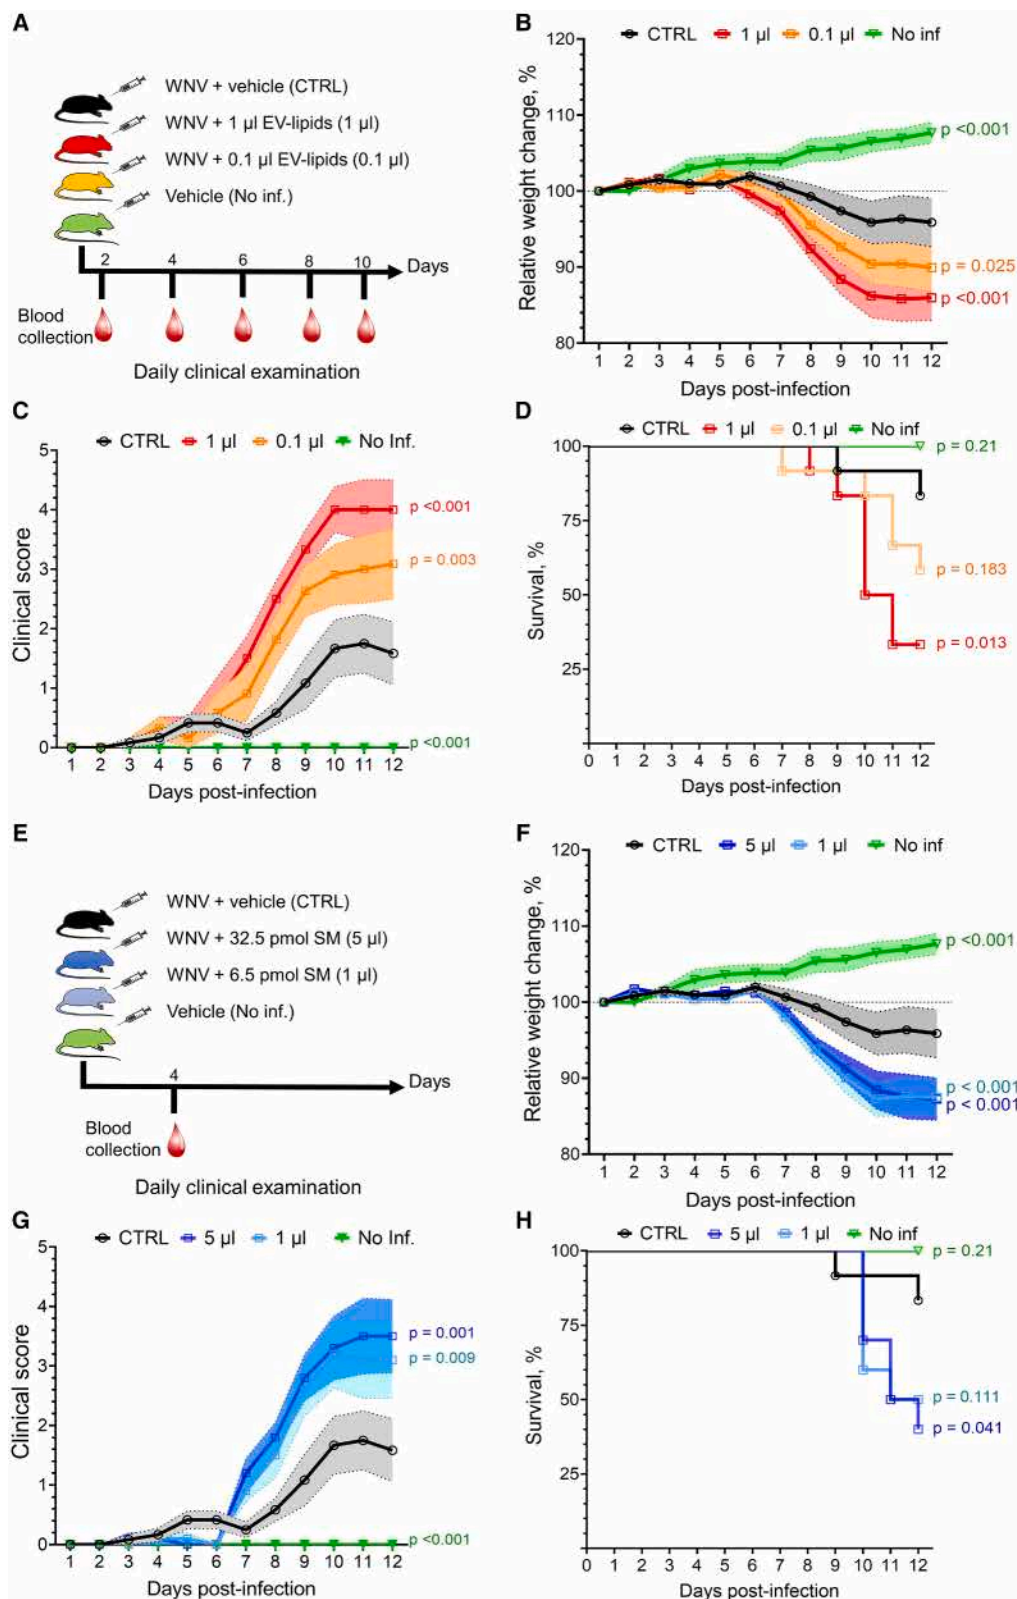 A
WNV + vehicle (CTRL)
WNV + 1 µl EV-lipids (1 µl)
WNV + 0.1 µl EV-lipids (0.1 µl)
Vehicle (No inf.)
2 4 6 8 10 Days
Blood
collection
Daily clinical examination
B
CTRL 1 µl 0.1 µl No inf
Relative weight change, %
120
110
100
90
80
p <0.001
p = 0.025
p <0.001
1 2 3 4 5 6 7 8 9 10 11 12
Days post-infection
C
CTRL 1 µl 0.1 µl No Inf.
Clinical score
5
4
3
2
1
0
p <0.001
p = 0.003
p <0.001
1 2 3 4 5 6 7 8 9 10 11 12
Days post-infection
D
CTRL 1 µl 0.1 µl No inf
Survival, %
100
75
50
25
p = 0.21
p = 0.183
p = 0.013
0 1 2 3 4 5 6 7 8 9 10 11 12
Days post-infection
E
WNV + vehicle (CTRL)
WNV + 32.5 pmol SM (5 µl)
WNV + 6.5 pmol SM (1 µl)
Vehicle (No inf.)
4 Days
Blood
collection
Daily clinical examination
F
CTRL 5 µl 1 µl No inf
Relative weight change, %
120
110
100
90
80
p <0.001
p < 0.001
p < 0.001
1 2 3 4 5 6 7 8 9 10 11 12
Days post-infection
G
CTRL 5 µl 1 µl No Inf.
Clinical score
5
4
3
2
1
0
p = 0.001
p = 0.009
p <0.001
1 2 3 4 5 6 7 8 9 10 11 12
Days post-infection
H
CTRL 5 µl 1 µl No inf
Survival, %
100
75
50
25
p = 0.21
p = 0.111
p = 0.041
0 1 2 3 4 5 6 7 8 9 10 11 12
Days post-infection